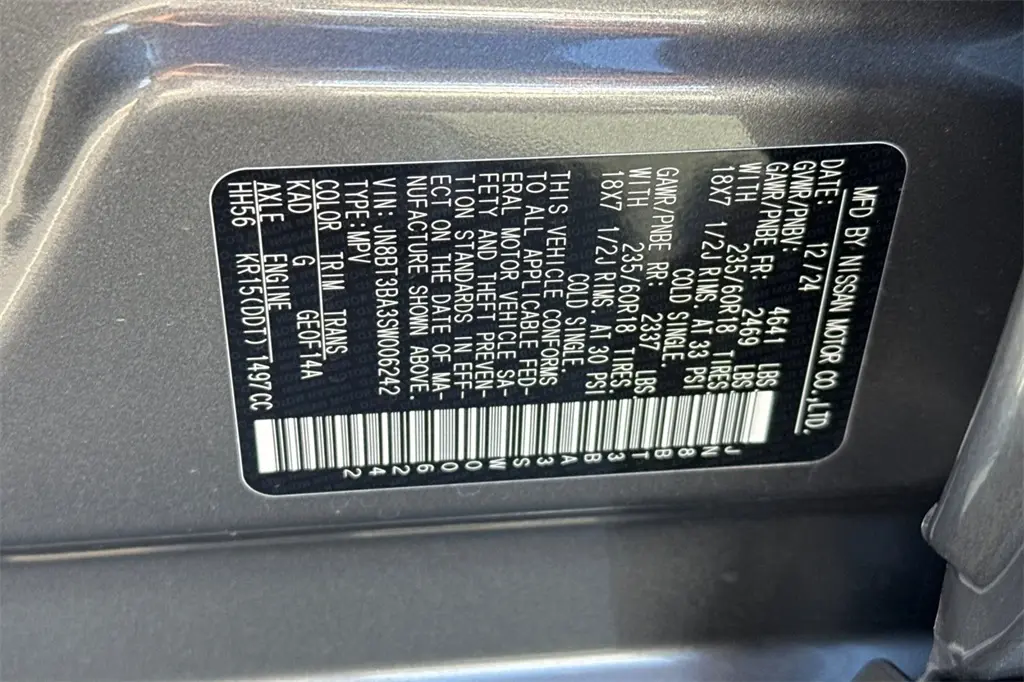 MFD BY NISSAN MOTOR CO.,LTD.
DATE: 12/24
GVWR/PNBV: 4641 LBS
GAWR/PNBE FR: 2469 LBS
WITH 235/60R18 TIRES
18X7 1/2J RIMS AT 33 PSI
COLD SINGLE.
GAWR/PNBE RR: 2337 LBS
WITH 235/60R18 TIRES.
18X7 1/2J RIMS. AT 30 PSI
COLD SINGLE.
THIS VEHICLE CONFORMS
TO ALL APPLICABLE FED-
ERAL MOTOR VEHICLE SA-
FETY AND THEFT PREVEN-
TION STANDARDS IN EFF-
ECT ON THE DATE OF MA-
NUFACTURE SHOWN ABOVE.
VIN: JN8BT3BA3SW006242
TYPE: MPV
COLOR TRIM TRANS
KAD G GE0F14A
AXLE ENGINE
HH56 KR15(DDT) 1497CC
JN8BT3BA3SW006242